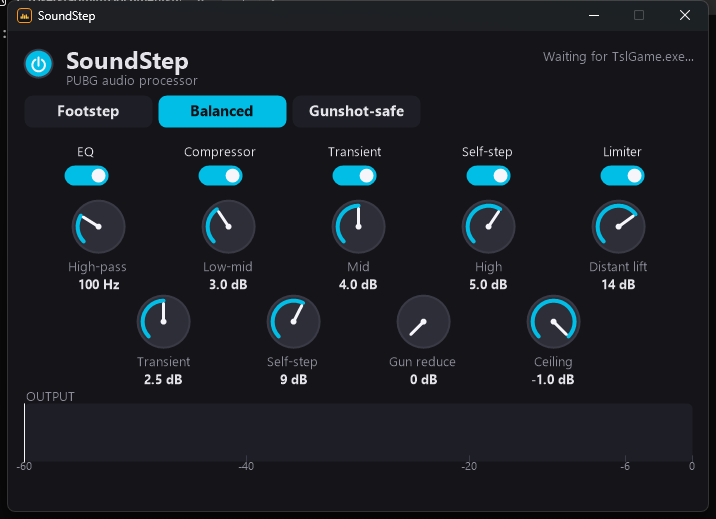 SoundStep
SoundStep
Waiting for TslGame.exe...
PUBG audio processor
Footstep Balanced Gunshot-safe
EQ Compressor Transient Self-step Limiter
High-pass Low-mid Mid High Distant lift
100 Hz 3.0 dB 4.0 dB 5.0 dB 14 dB
Transient Self-step Gun reduce Ceiling
2.5 dB 9 dB 0 dB -1.0 dB
OUTPUT
-60 -40 -20 -6 0